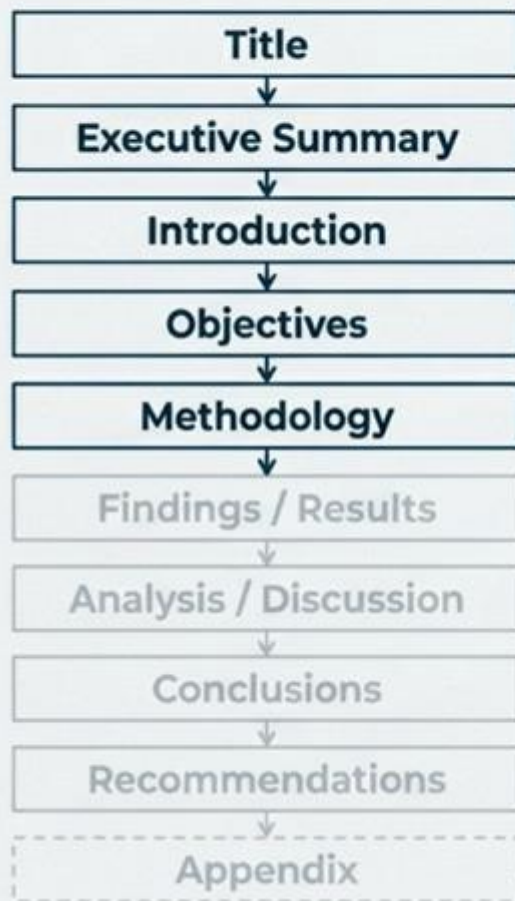 Title
Executive Summary
Introduction
Objectives
Methodology
Findings / Results
Analysis / Discussion
Conclusions
Recommendations
Appendix